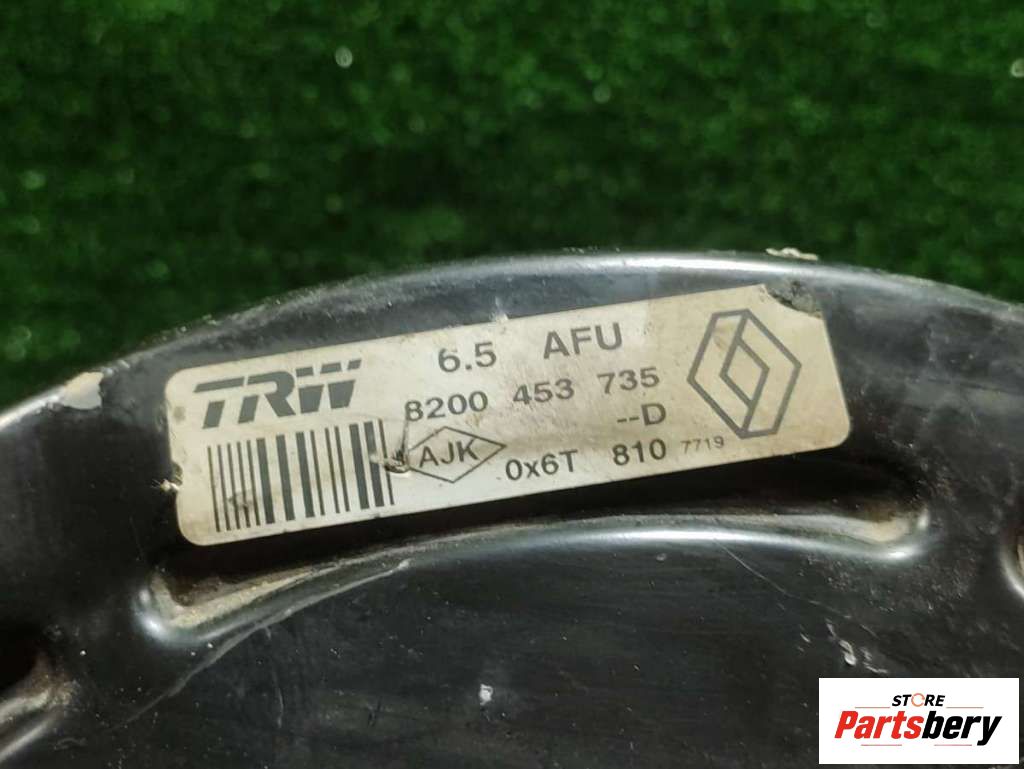 TRW 6.5 AFU
8200 453 735
--D
AJK 0x6T 810 7719
STORE
Partsbery